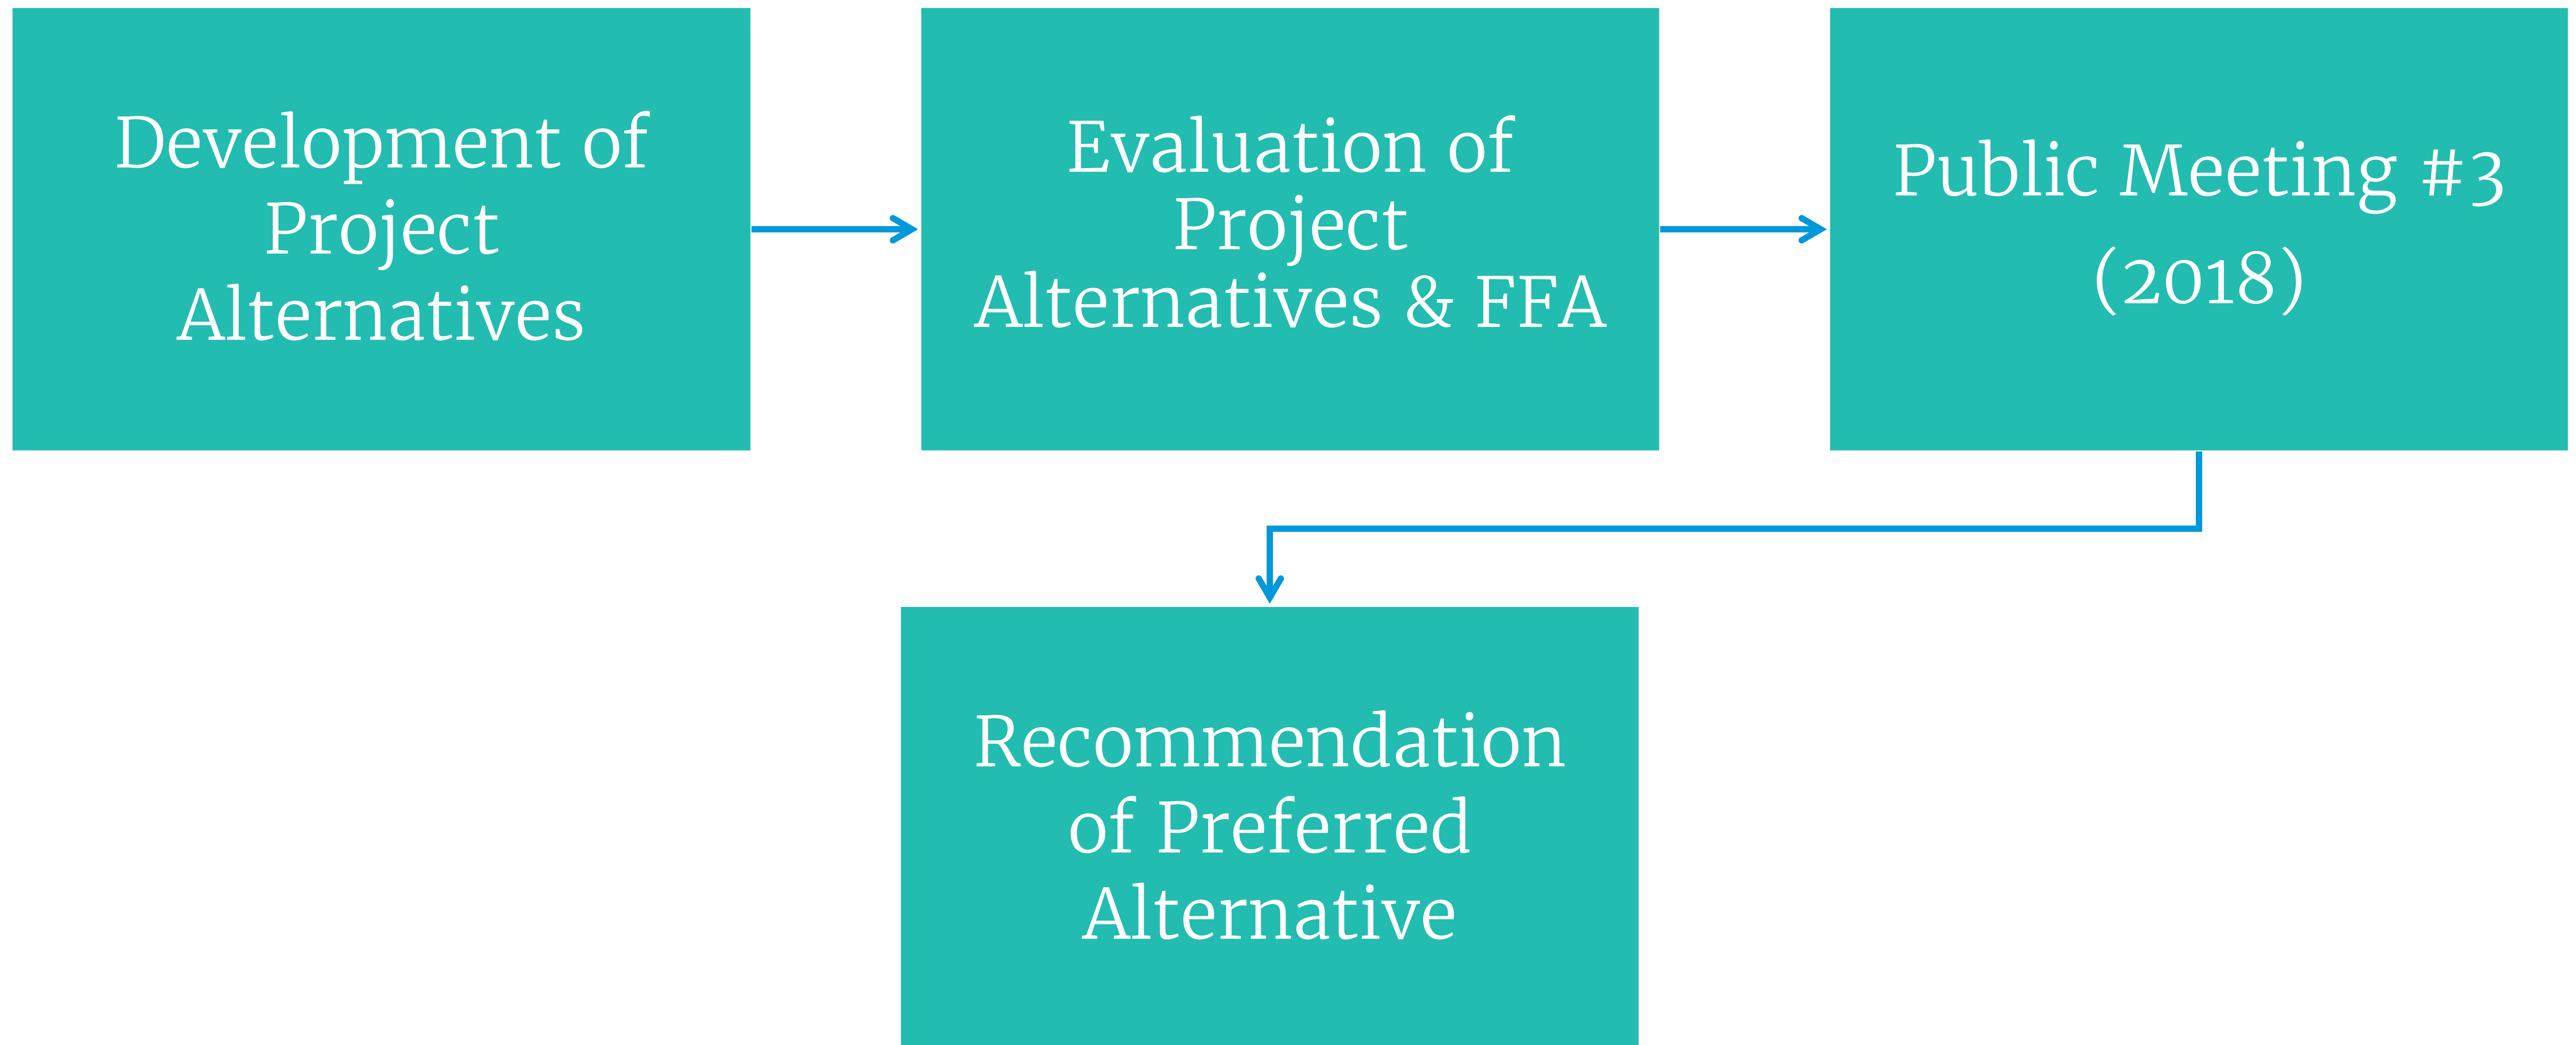 Development of
Project
Alternatives
Evaluation of
Project
Alternatives & FFA
Public Meeting #3
(2018)
Recommendation
of Preferred
Alternative